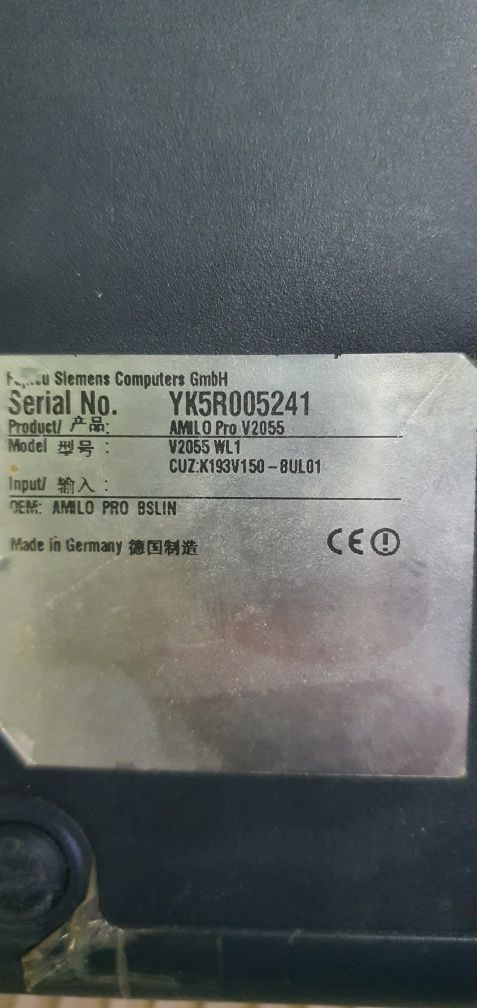 Siemens Computers GmbH
Serial No. YK5R005241
Product/ 产品: AMILO Pro V2055
Model 型号 : V2055 WL1
CUZ:K193V150-BUL01
Input/ 输入 :
OEM: AMILO PRO BSLIN
Made in Germany 德国制造 CE